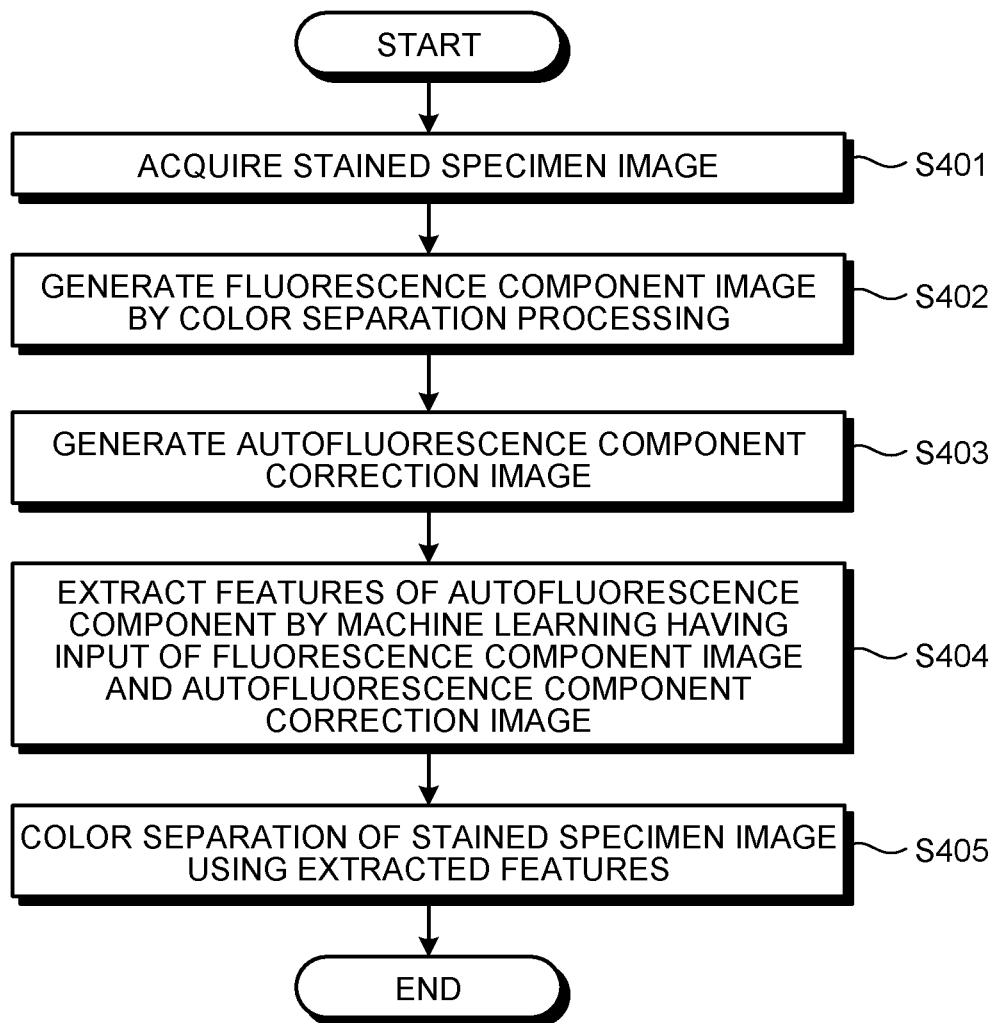 START
ACQUIRE STAINED SPECIMEN IMAGE
S401
GENERATE FLUORESCENCE COMPONENT IMAGE
BY COLOR SEPARATION PROCESSING
S402
GENERATE AUTOFLUORESCENCE COMPONENT
CORRECTION IMAGE
S403
EXTRACT FEATURES OF AUTOFLUORESCENCE
COMPONENT BY MACHINE LEARNING HAVING
INPUT OF FLUORESCENCE COMPONENT IMAGE
AND AUTOFLUORESCENCE COMPONENT
CORRECTION IMAGE
S404
COLOR SEPARATION OF STAINED SPECIMEN IMAGE
USING EXTRACTED FEATURES
S405
END